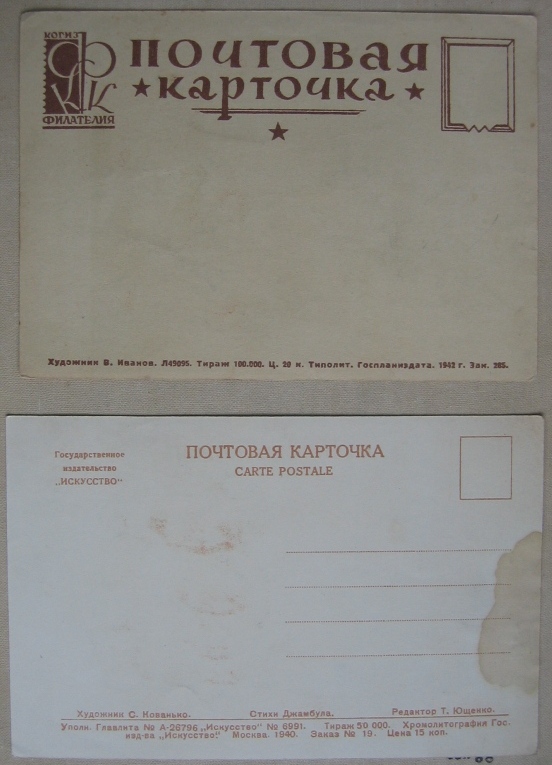 КОГИЗ
ФК
ФИЛАТЕЛИЯ
ПОЧТОВАЯ
карточка
Художник В. Иванов. Л49095. Тираж 100.000. Ц. 20 к. Типолит. Госпланиздата. 1942 г. Зак. 265.
Государственное
издательство
„ИСКУССТВО“
ПОЧТОВАЯ КАРТОЧКА
CARTE POSTALE
Художник С. Кованько. Стихи Джамбула. Редактор Т. Ющенко.
Уполн. Главлита № А-26796 „Искусство“ № 6991. Тираж 50 000. Хромолитография Гос.
изд-ва „Искусство“. Москва. 1940. Заказ № 19. Цена 15 коп.